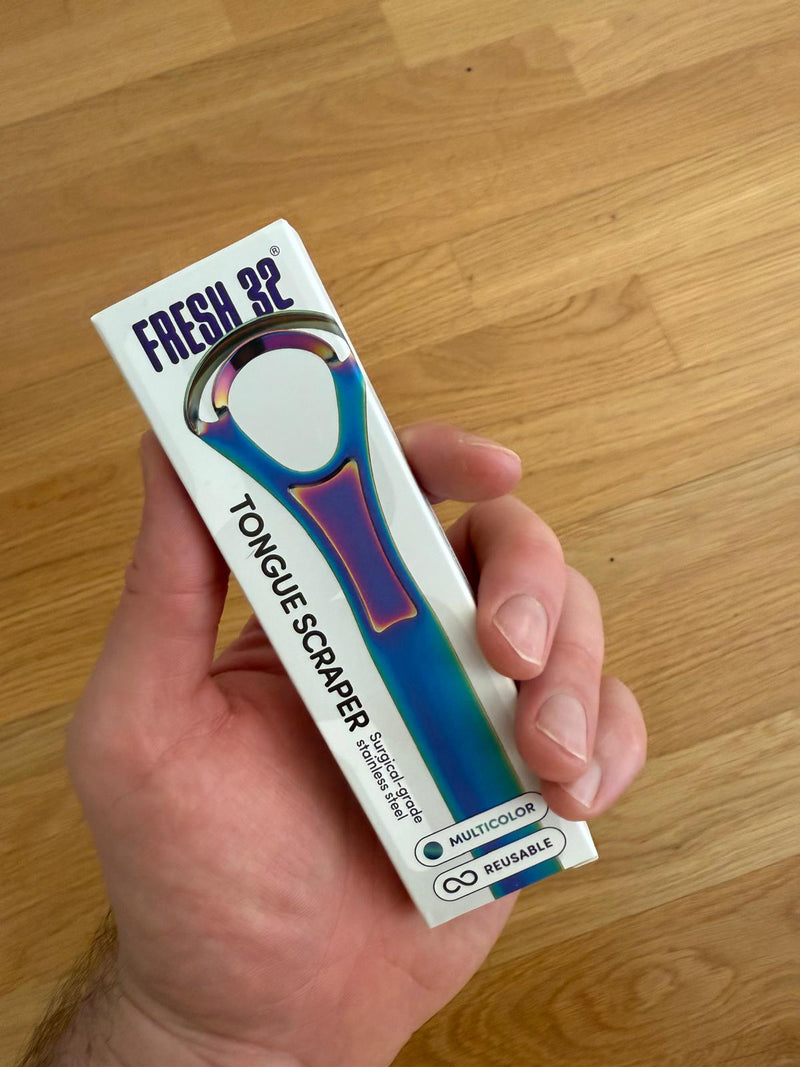 FRESH 32®
TONGUE SCRAPER
Surgical-grade
stainless steel
MULTICOLOR
REUSABLE